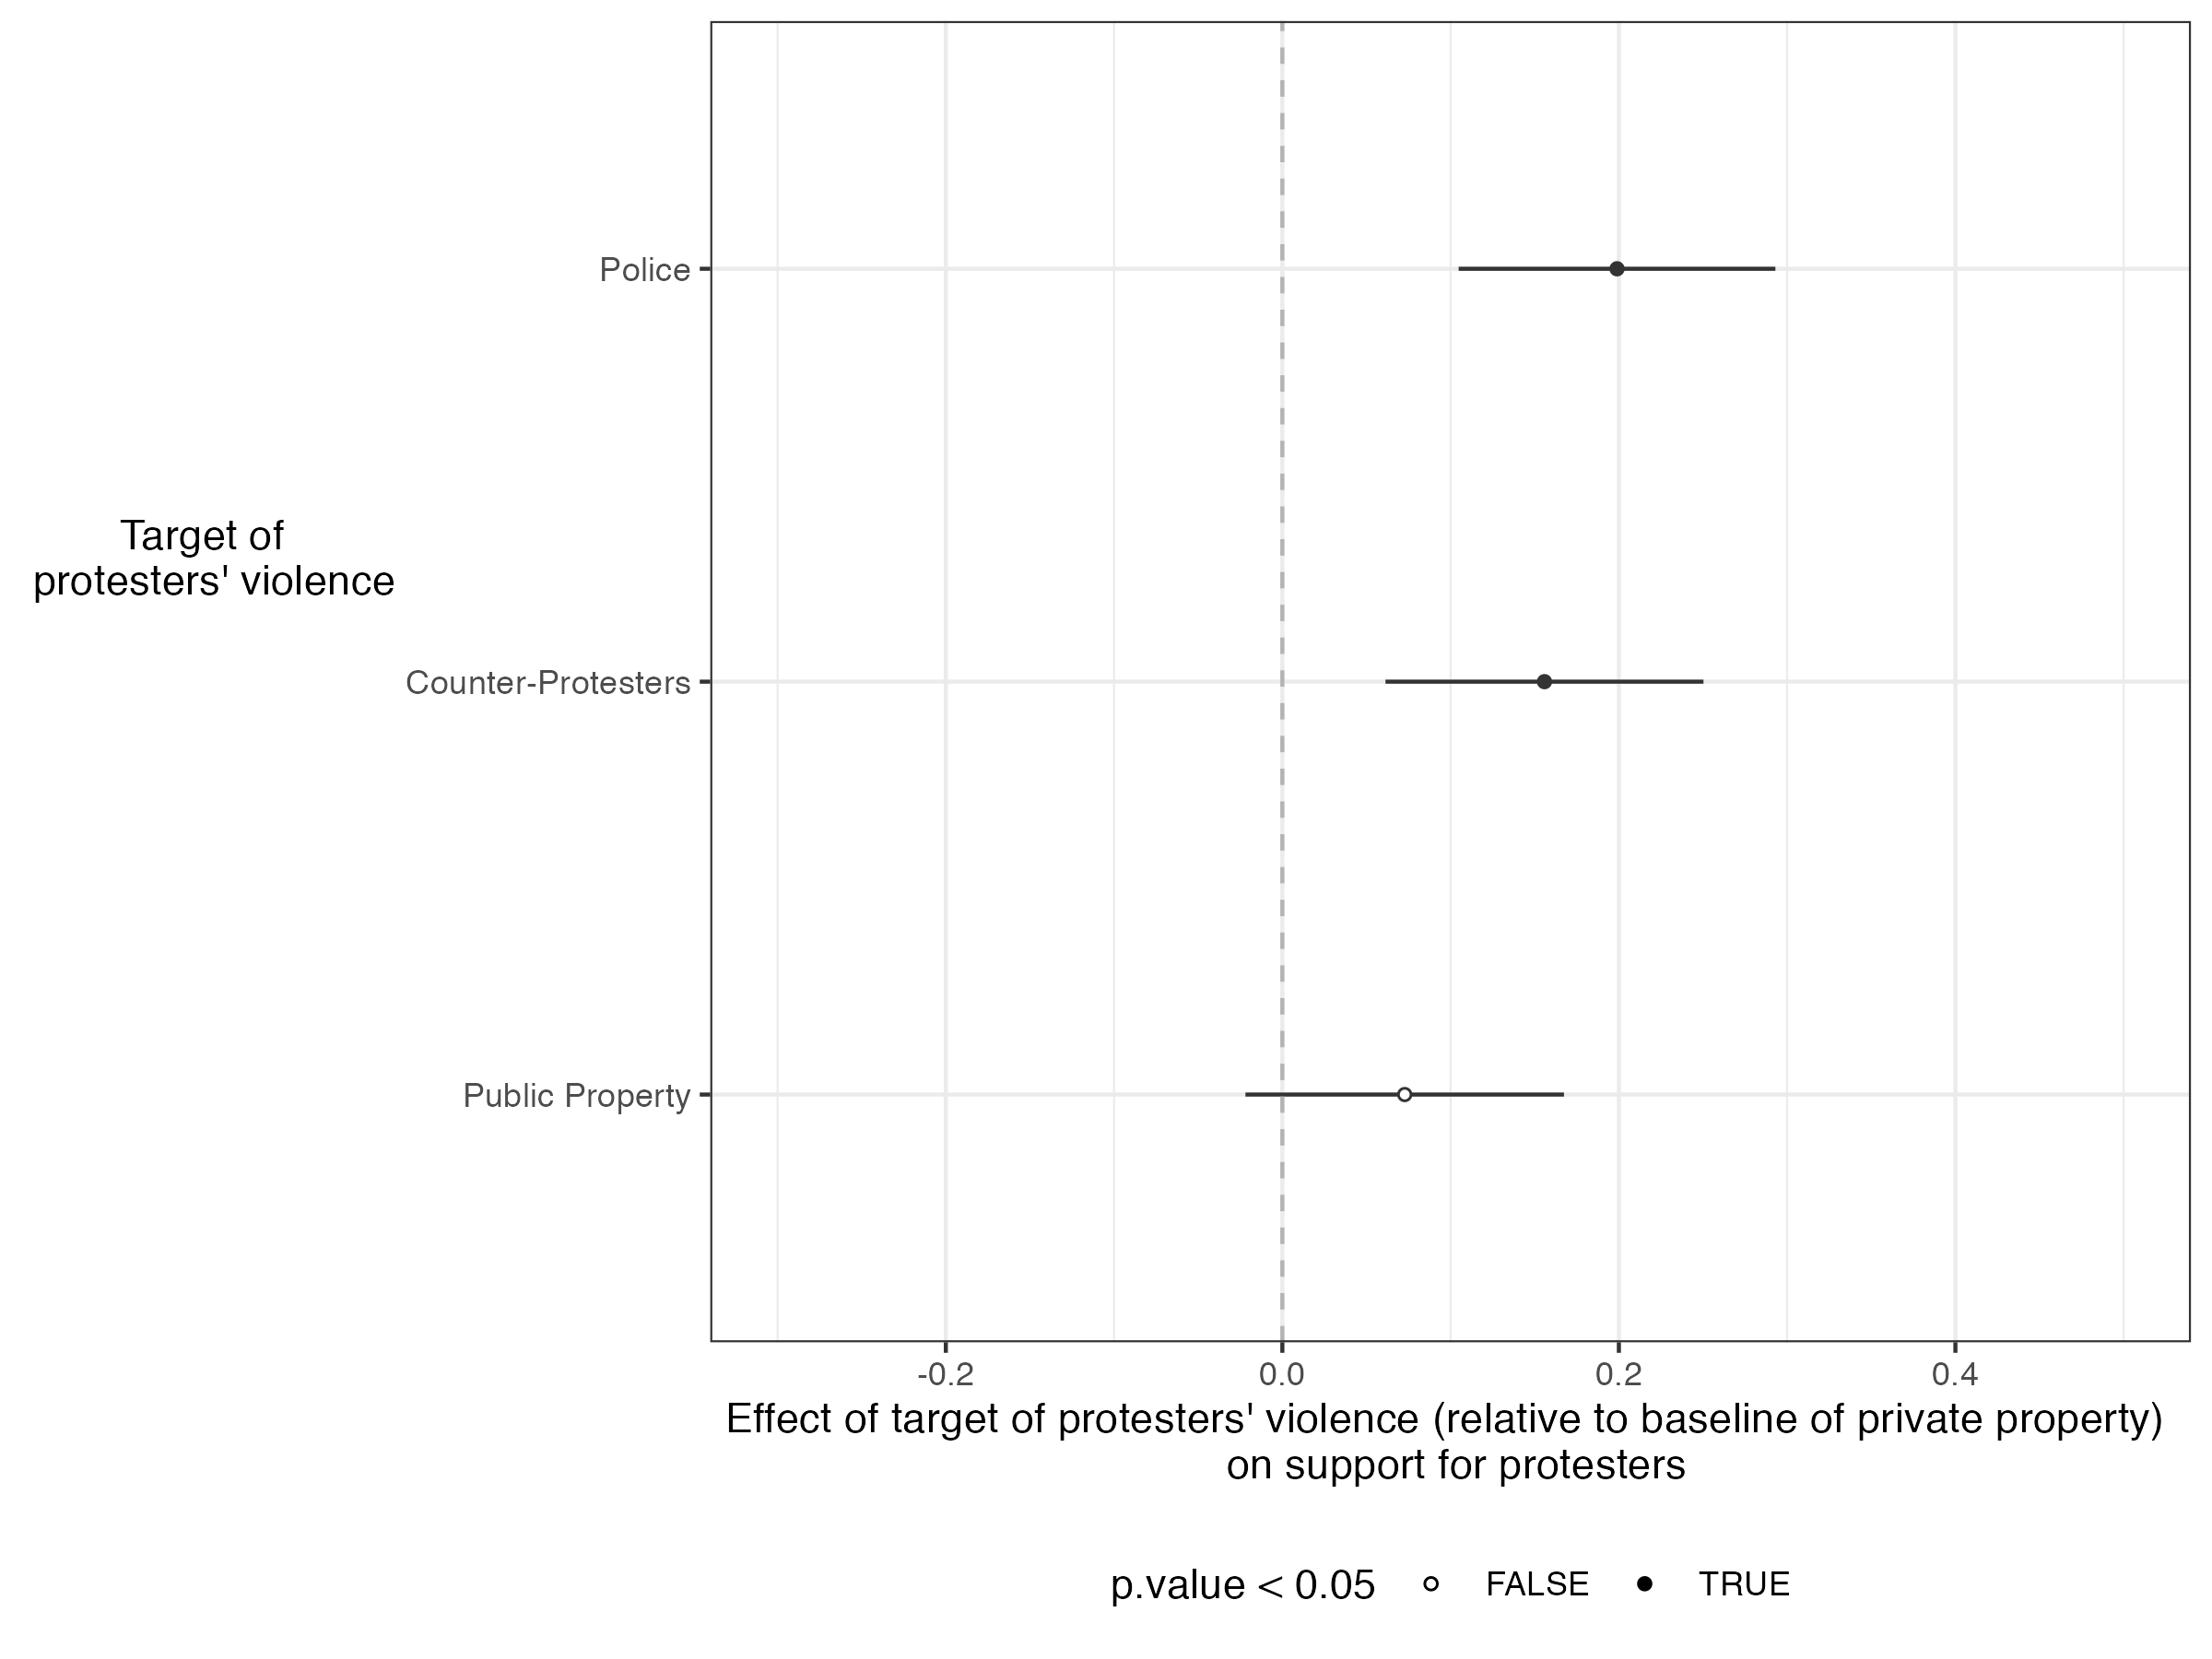 Police
Target of
protesters' violence
Counter-Protesters
Public Property
-0.2 0.0 0.2 0.4
Effect of target of protesters' violence (relative to baseline of private property)
on support for protesters
p.value < 0.05 FALSE TRUE